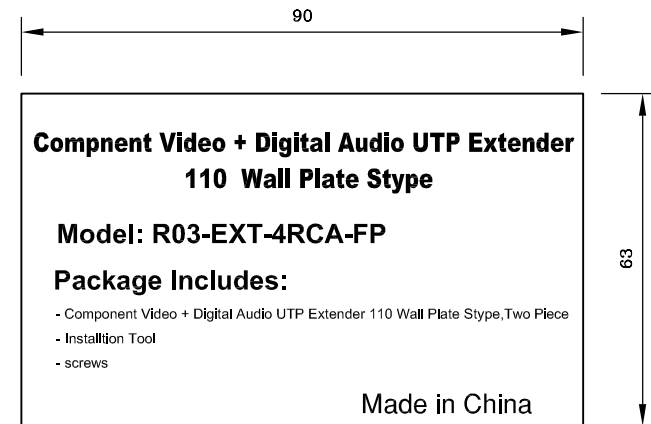 90
Compnent Video + Digital Audio UTP Extender
110 Wall Plate Stype
63
Model: R03-EXT-4RCA-FP
Package Includes:
- Component Video + Digital Audio UTP Extender 110 Wall Plate Stype,Two Piece
- Installtion Tool
- screws
Made in China